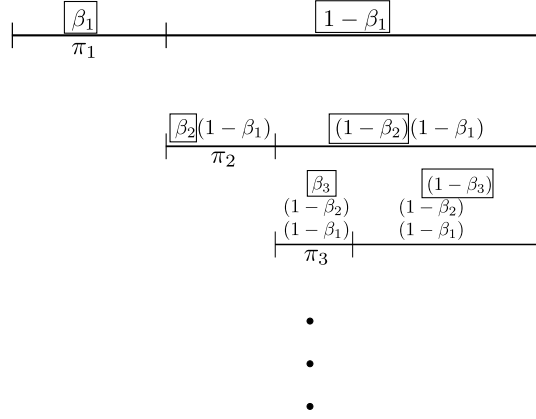 β₁ 1 − β₁
π₁
β₂(1 − β₁) (1 − β₂)(1 − β₁)
π₂
β₃ (1 − β₃)
(1 − β₂) (1 − β₂)
(1 − β₁) (1 − β₁)
π₃